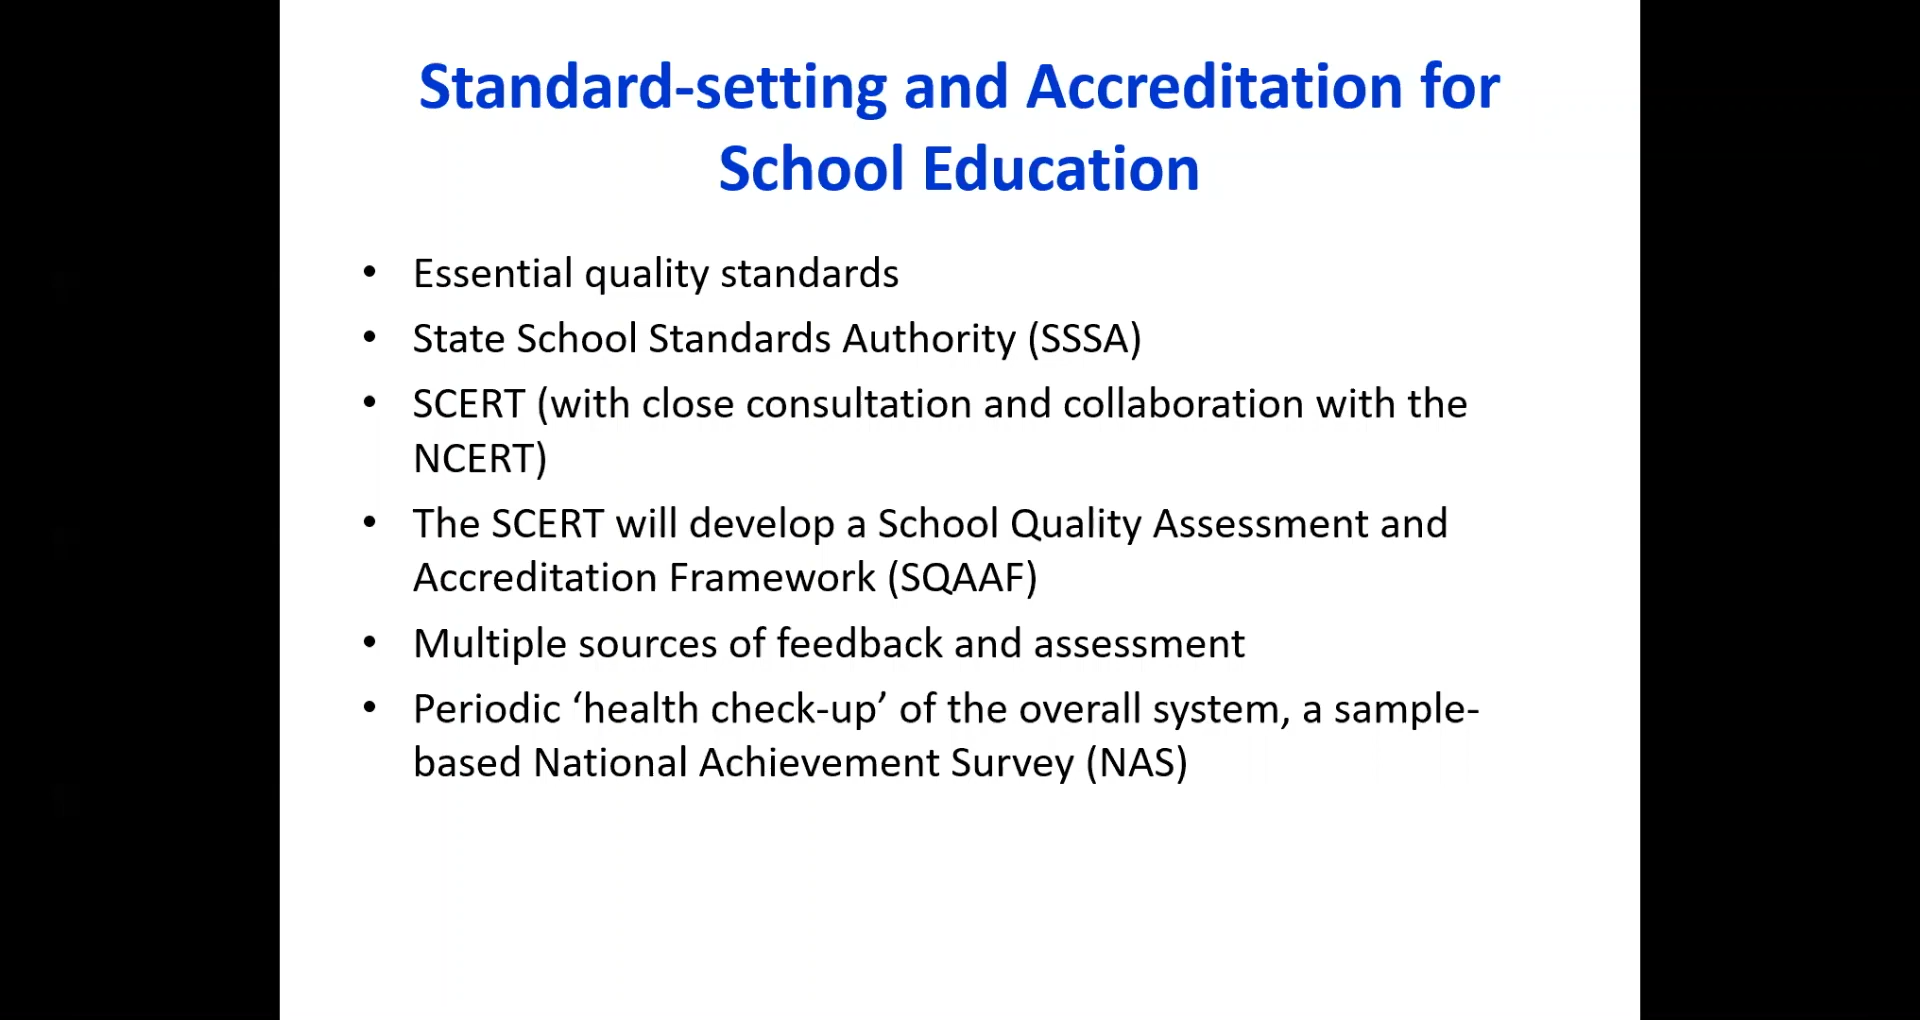 Standard-setting and Accreditation for
School Education
• Essential quality standards
• State School Standards Authority (SSSA)
• SCERT (with close consultation and collaboration with the
NCERT)
• The SCERT will develop a School Quality Assessment and
Accreditation Framework (SQAAF)
• Multiple sources of feedback and assessment
• Periodic ‘health check-up’ of the overall system, a sample-
based National Achievement Survey (NAS)